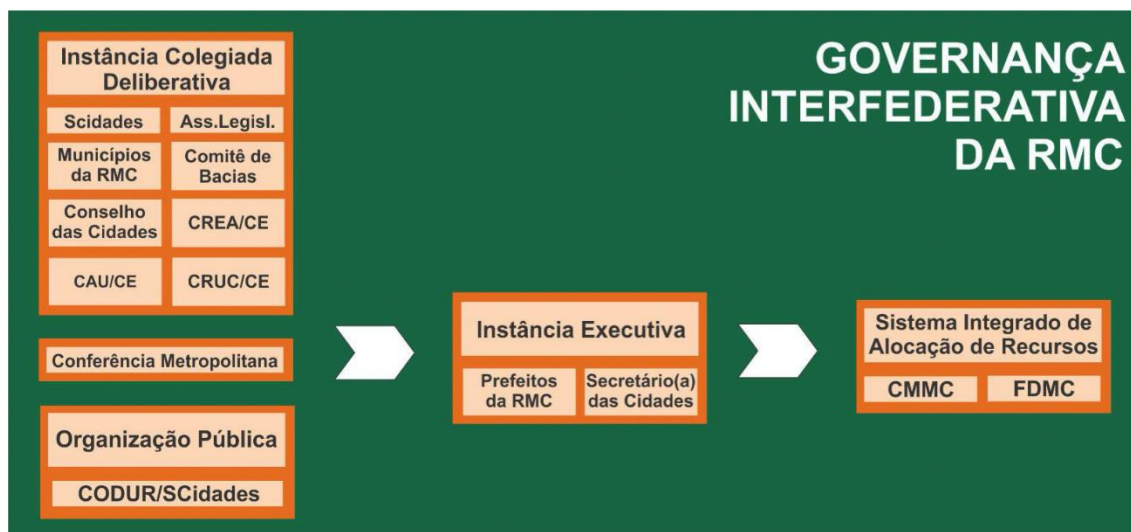 GOVERNANÇA
INTERFEDERATIVA
DA RMC
Instância Colegiada
Deliberativa
Scidades
Ass.Legisl.
Municípios
da RMC
Comitê de
Bacias
Conselho
das Cidades
CREA/CE
CAU/CE
CRUC/CE
Conferência Metropolitana
Organização Pública
CODUR/SCidades
Instância Executiva
Prefeitos
da RMC
Secretário(a)
das Cidades
Sistema Integrado de
Alocação de Recursos
CMMC
FDMC